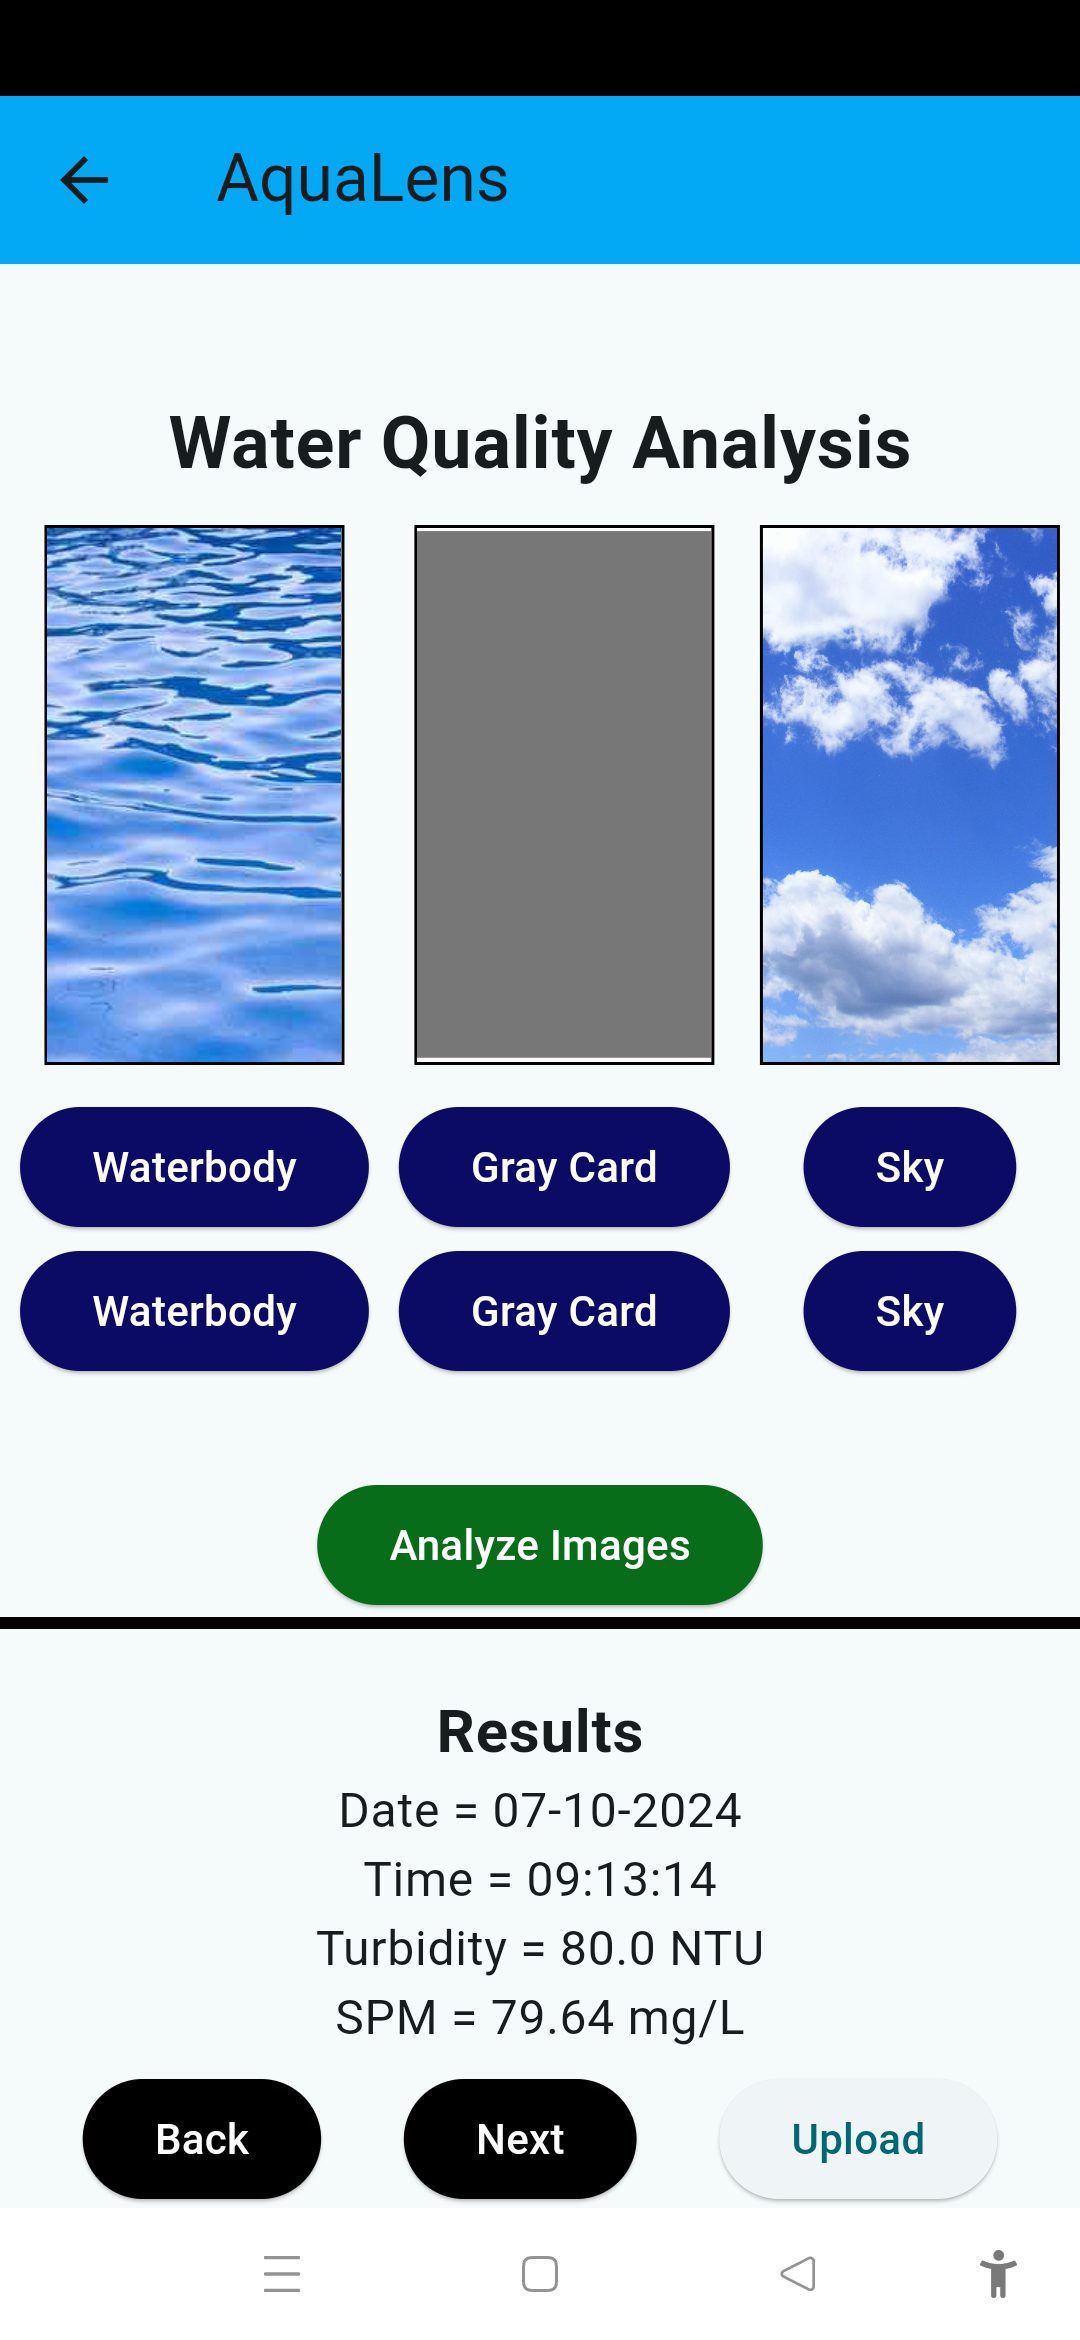 AquaLens
Water Quality Analysis
Waterbody Gray Card Sky
Waterbody Gray Card Sky
Analyze Images
Results
Date = 07-10-2024
Time = 09:13:14
Turbidity = 80.0 NTU
SPM = 79.64 mg/L
Back Next Upload